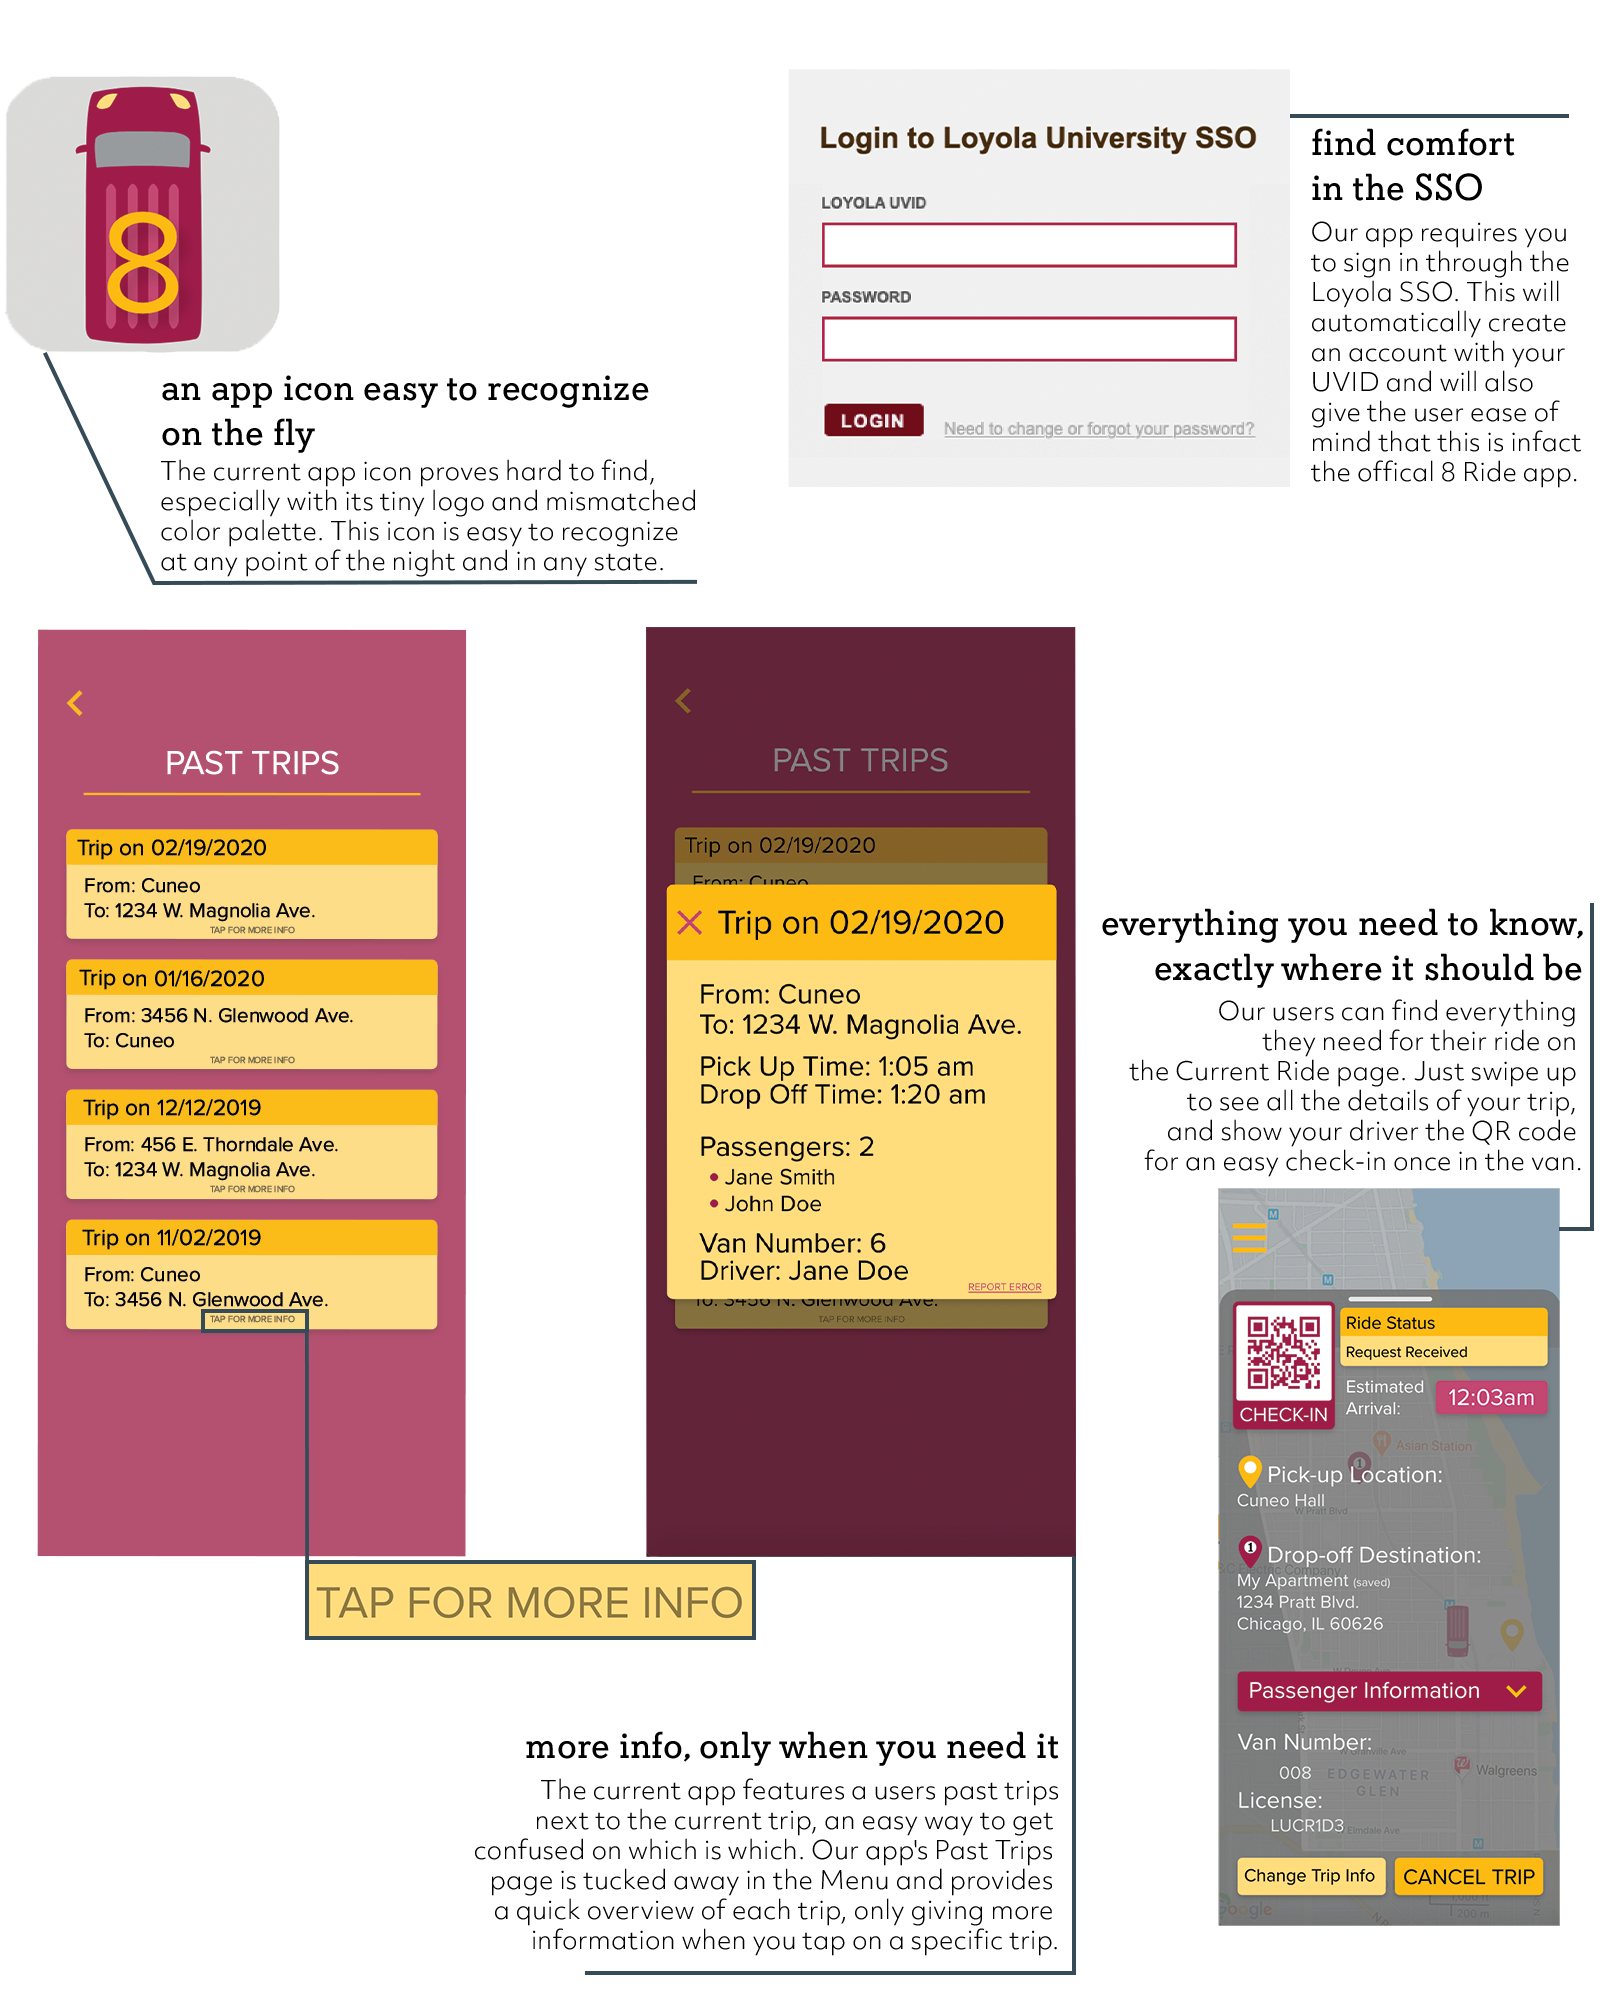 8
an app icon easy to recognize
on the fly
The current app icon proves hard to find,
especially with its tiny logo and mismatched
color palette. This icon is easy to recognize
at any point of the night and in any state.
Login to Loyola University SSO
LOYOLA UVID
PASSWORD
LOGIN
Need to change or forgot your password?
find comfort
in the SSO
Our app requires you
to sign in through the
Loyola SSO. This will
automatically create
an account with your
UVID and will also
give the user ease of
mind that this is infact
the offical 8 Ride app.
PAST TRIPS
Trip on 02/19/2020
From: Cuneo
To: 1234 W. Magnolia Ave.
TAP FOR MORE INFO
Trip on 01/16/2020
From: 3456 N. Glenwood Ave.
To: Cuneo
TAP FOR MORE INFO
Trip on 12/12/2019
From: 456 E. Thorndale Ave.
To: 1234 W. Magnolia Ave.
TAP FOR MORE INFO
Trip on 11/02/2019
From: Cuneo
To: 3456 N. Glenwood Ave.
TAP FOR MORE INFO
TAP FOR MORE INFO
PAST TRIPS
Trip on 02/19/2020
From: Cuneo
Trip on 02/19/2020
From: Cuneo
To: 1234 W. Magnolia Ave.
Pick Up Time: 1:05 am
Drop Off Time: 1:20 am
Passengers: 2
• Jane Smith
• John Doe
Van Number: 6
Driver: Jane Doe
REPORT ERROR
To: 3456 N. Glenwood Ave.
TAP FOR MORE INFO
more info, only when you need it
The current app features a users past trips
next to the current trip, an easy way to get
confused on which is which. Our app's Past Trips
page is tucked away in the Menu and provides
a quick overview of each trip, only giving more
information when you tap on a specific trip.
everything you need to know,
exactly where it should be
Our users can find everything
they need for their ride on
the Current Ride page. Just swipe up
to see all the details of your trip,
and show your driver the QR code
for an easy check-in once in the van.
M
M
Ride Status
Request Received
CHECK-IN
Estimated
Arrival:
12:03am
Asian Station
1
Pick-up Location:
Cuneo Hall
W Pratt Blvd
1
Drop-off Destination:
Electric Company
My Apartment (saved)
1234 Pratt Blvd.
Chicago, IL 60626
W Devon Ave
Passenger Information
Van Number:
W Granville Ave
008
EDGEWATER
GLEN
Walgreens
License:
LUCR1D3
Elmdale Ave
M
Change Trip Info
CANCEL TRIP
Google
200 m